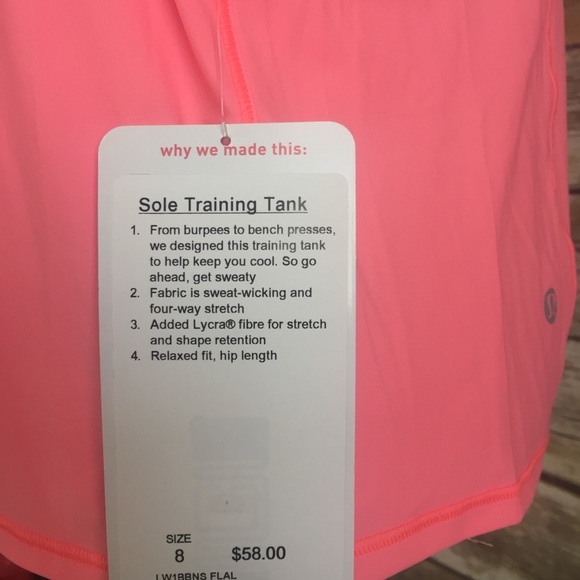 why we made this:
Sole Training Tank
1. From burpees to bench presses,
we designed this training tank
to help keep you cool. So go
ahead, get sweaty
2. Fabric is sweat-wicking and
four-way stretch
3. Added Lycra® fibre for stretch
and shape retention
4. Relaxed fit, hip length
SIZE
8 $58.00
LW1BBNS FLAL